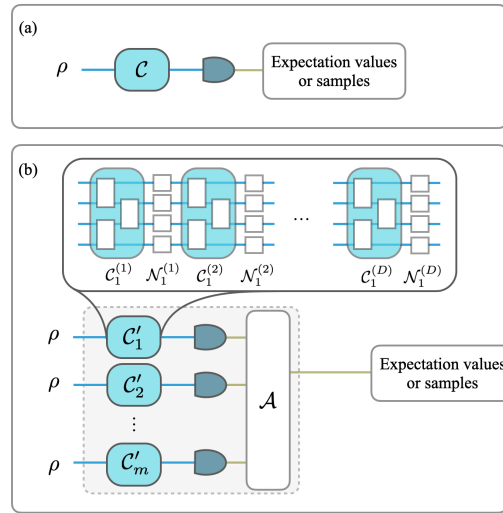 (a)
ρ
𝒞
Expectation values
or samples
(b)
...
𝒞₁⁽¹⁾ 𝒩₁⁽¹⁾ 𝒞₁⁽²⁾ 𝒩₁⁽²⁾ 𝒞₁⁽ᴰ⁾ 𝒩₁⁽ᴰ⁾
ρ 𝒞′₁
ρ 𝒞′₂
⋮
ρ 𝒞′ₘ
𝒜
Expectation values
or samples